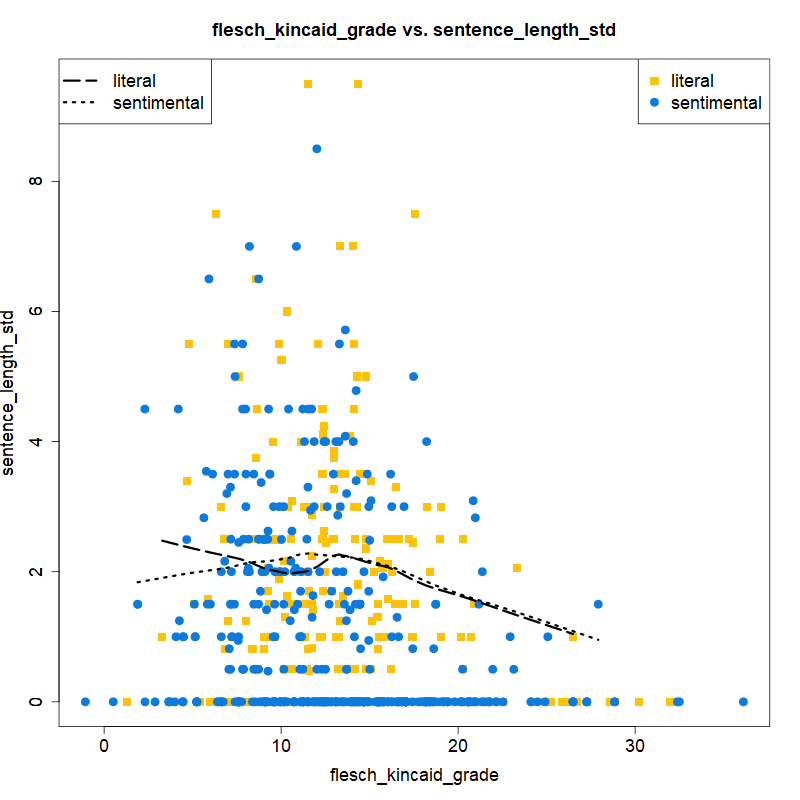 flesch_kincaid_grade vs. sentence_length_std
literal
sentimental
literal
sentimental
sentence_length_std
8
6
4
2
0
0 10 20 30
flesch_kincaid_grade